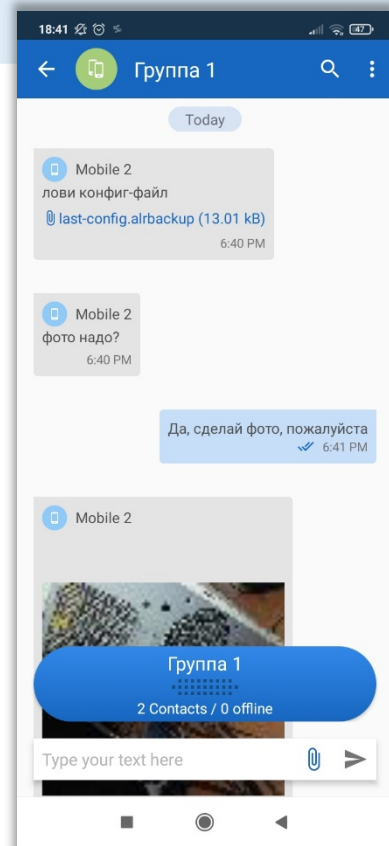 18:41
47
Группа 1
Today
Mobile 2
лови конфиг-файл
last-config.alrbackup (13.01 kB)
6:40 PM
Mobile 2
фото надо?
6:40 PM
Да, сделай фото, пожалуйста
6:41 PM
Mobile 2
Группа 1
2 Contacts / 0 offline
Type your text here